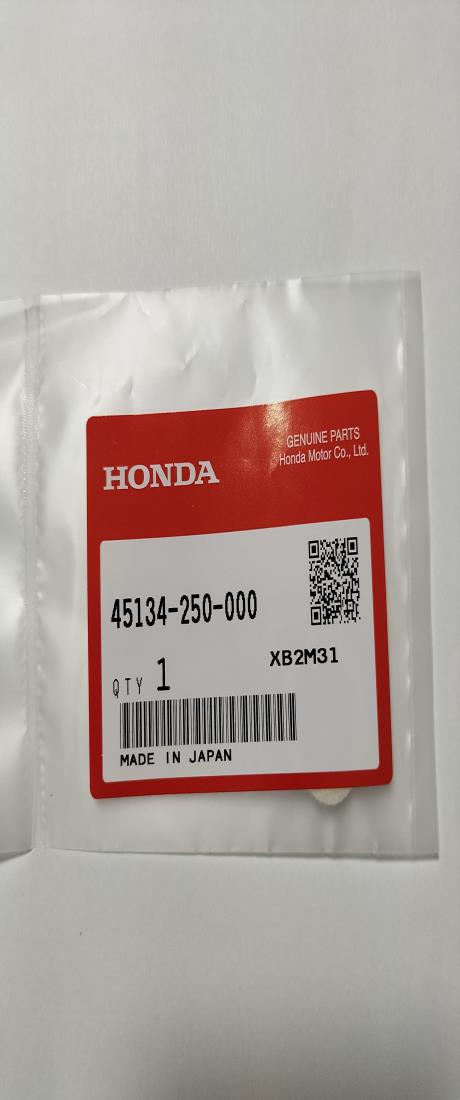 GENUINE PARTS
Honda Motor Co., Ltd.
HONDA
45134-250-000
XB2M31
QTY 1
MADE IN JAPAN